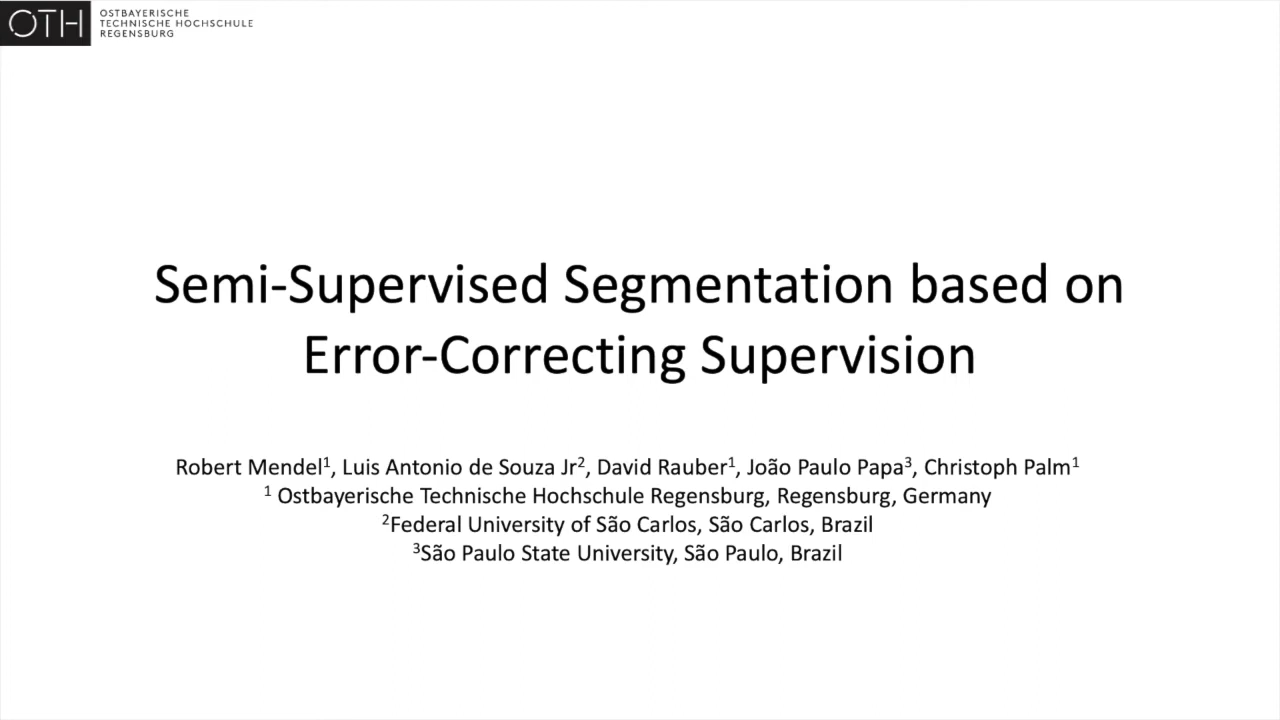 OTH
OSTBAYERISCHE
TECHNISCHE HOCHSCHULE
REGENSBURG
Semi-Supervised Segmentation based on
Error-Correcting Supervision
Robert Mendel¹, Luis Antonio de Souza Jr², David Rauber¹, João Paulo Papa³, Christoph Palm¹
¹ Ostbayerische Technische Hochschule Regensburg, Regensburg, Germany
²Federal University of São Carlos, São Carlos, Brazil
³São Paulo State University, São Paulo, Brazil